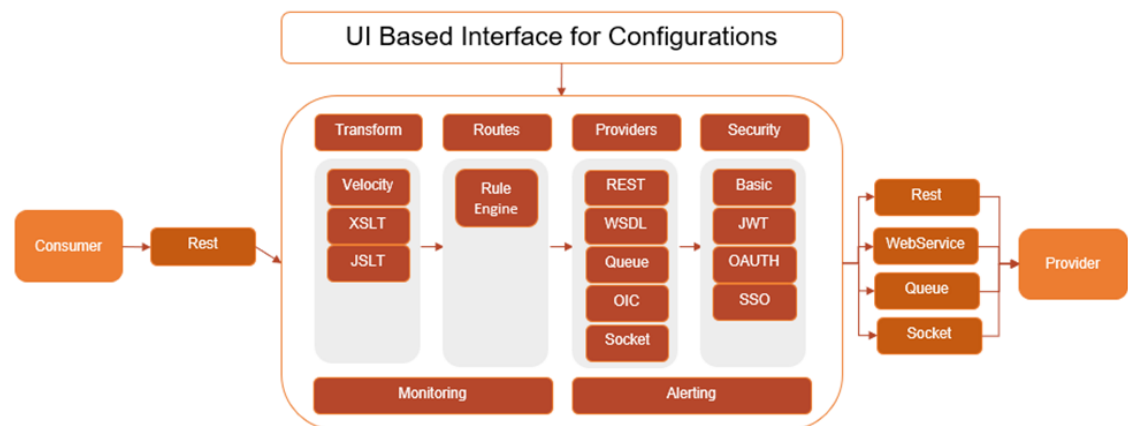 UI Based Interface for Configurations
Transform
Routes
Providers
Security
Velocity
XSLT
JSLT
Rule
Engine
REST
WSDL
Queue
OIC
Socket
Basic
JWT
OAUTH
SSO
Monitoring
Alerting
Consumer
Rest
Rest
WebService
Queue
Socket
Provider